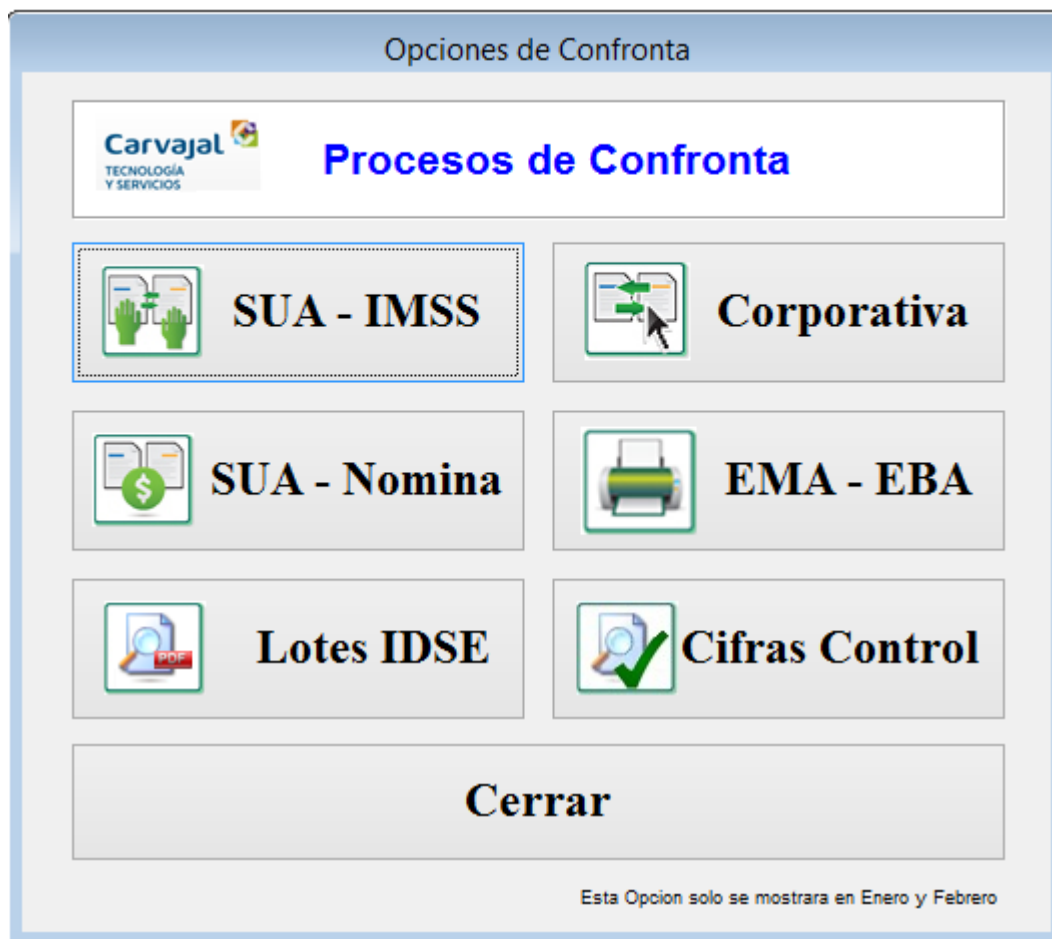 Opciones de Confronta
Carvajal
TECNOLOGÍA
Y SERVICIOS
Procesos de Confronta
SUA - IMSS
Corporativa
SUA - Nomina
EMA - EBA
Lotes IDSE
PDF
Cifras Control
Cerrar
Esta Opcion solo se mostrara en Enero y Febrero